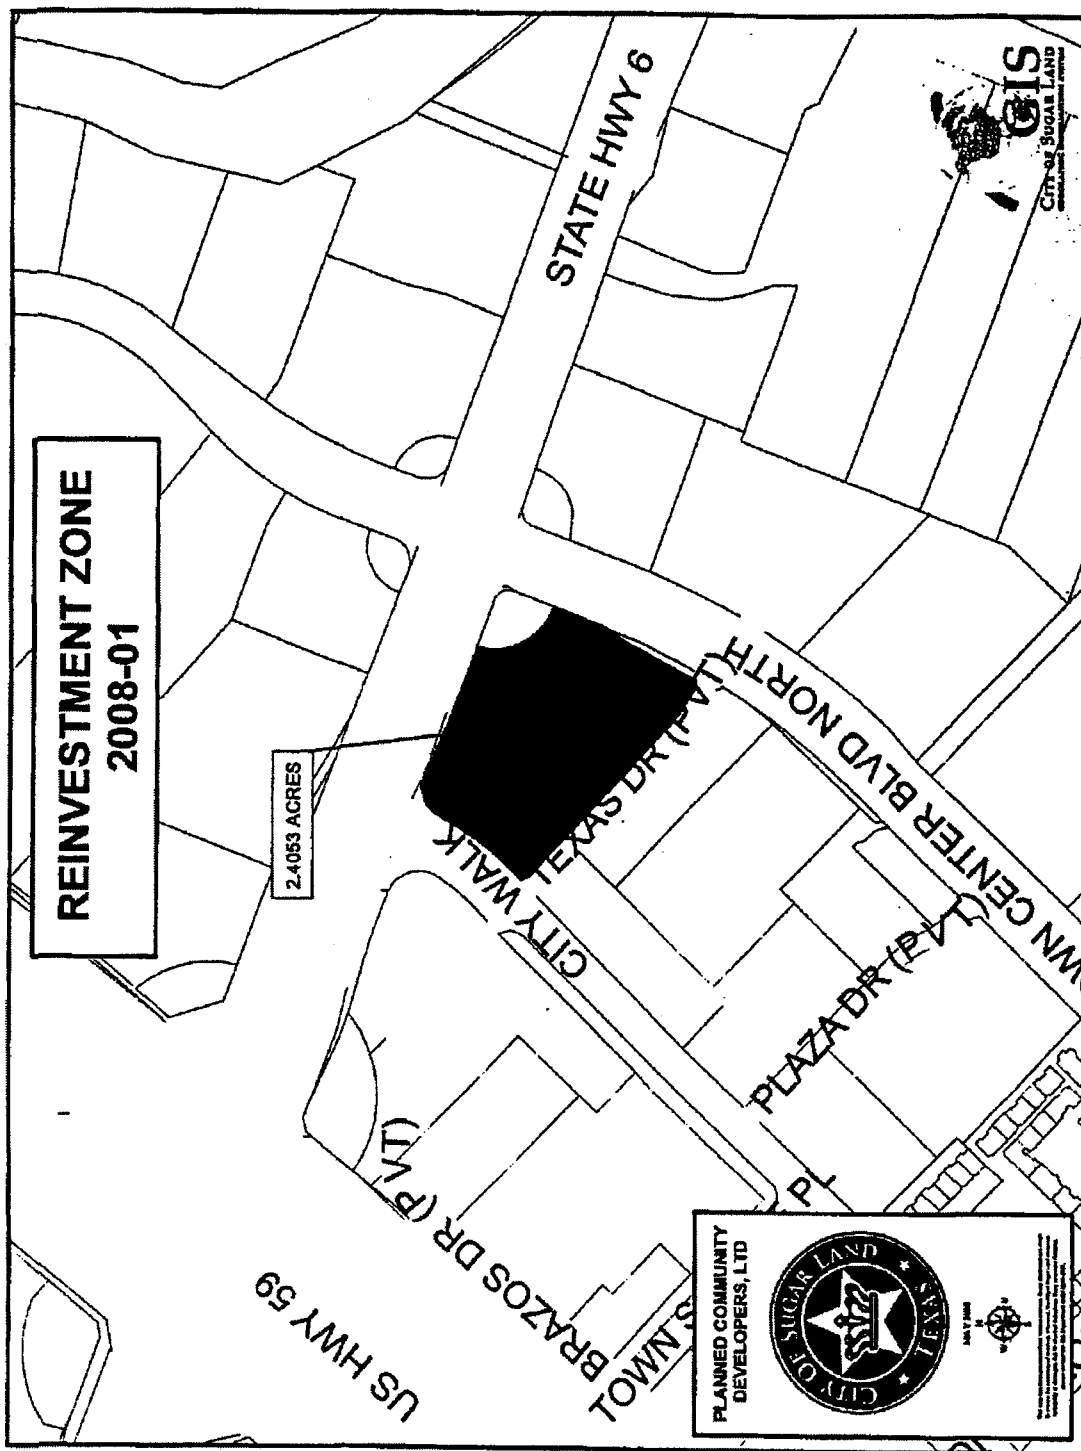 REINVESTMENT ZONE
2008-01
2.4053 ACRES
STATE HWY 6
CITY WALK
TEXAS DR (PVT)
TOWN CENTER BLVD NORTH
PLAZA DR (PVT)
BRAZOS DR (PVT)
US HWY 59
TOWN S
PL
GIS
CITY OF SUGAR LAND
PLANNED COMMUNITY
DEVELOPERS, LTD
CITY OF SUGAR LAND
TEXAS
N
W